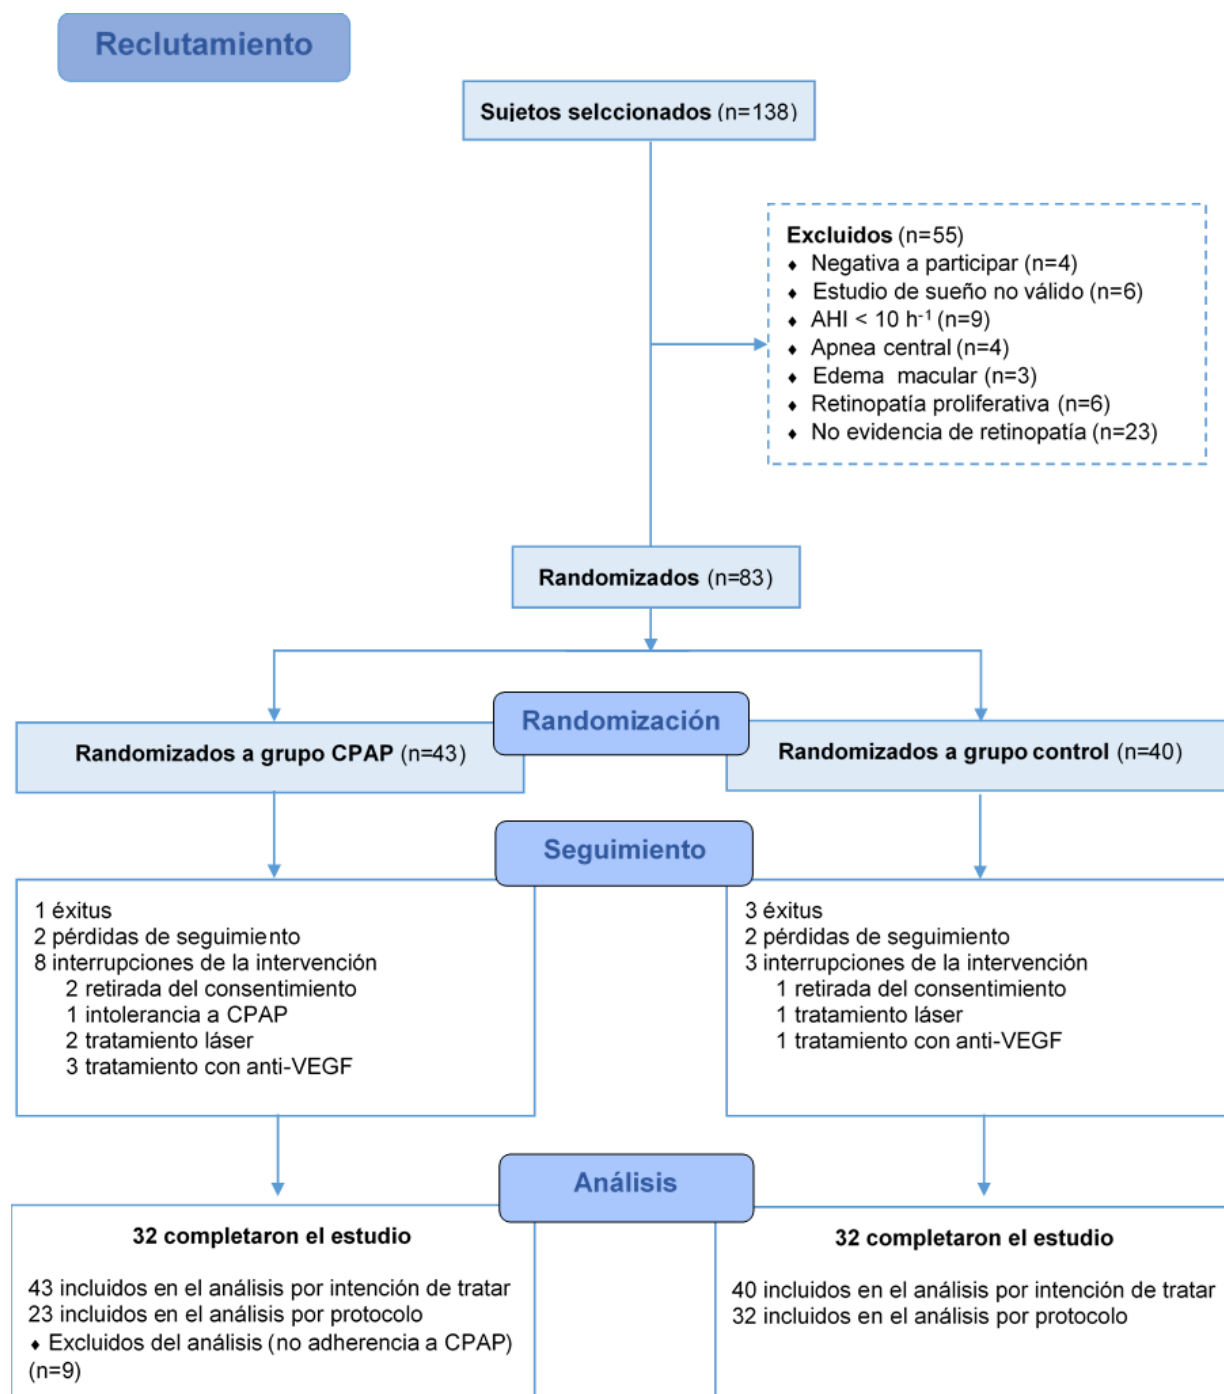 Reclutamiento
Sujetos selccionados (n=138)
Excluidos (n=55)
⬧ Negativa a participar (n=4)
⬧ Estudio de sueño no válido (n=6)
⬧ AHI < 10 h⁻¹ (n=9)
⬧ Apnea central (n=4)
⬧ Edema macular (n=3)
⬧ Retinopatía proliferativa (n=6)
⬧ No evidencia de retinopatía (n=23)
Randomizados (n=83)
Randomización
Randomizados a grupo CPAP (n=43)
Randomizados a grupo control (n=40)
Seguimiento
1 éxitus
2 pérdidas de seguimiento
8 interrupciones de la intervención
2 retirada del consentimiento
1 intolerancia a CPAP
2 tratamiento láser
3 tratamiento con anti-VEGF
3 éxitus
2 pérdidas de seguimiento
3 interrupciones de la intervención
1 retirada del consentimiento
1 tratamiento láser
1 tratamiento con anti-VEGF
Análisis
32 completaron el estudio
43 incluidos en el análisis por intención de tratar
23 incluidos en el análisis por protocolo
⬧ Excluidos del análisis (no adherencia a CPAP)
(n=9)
32 completaron el estudio
40 incluidos en el análisis por intención de tratar
32 incluidos en el análisis por protocolo